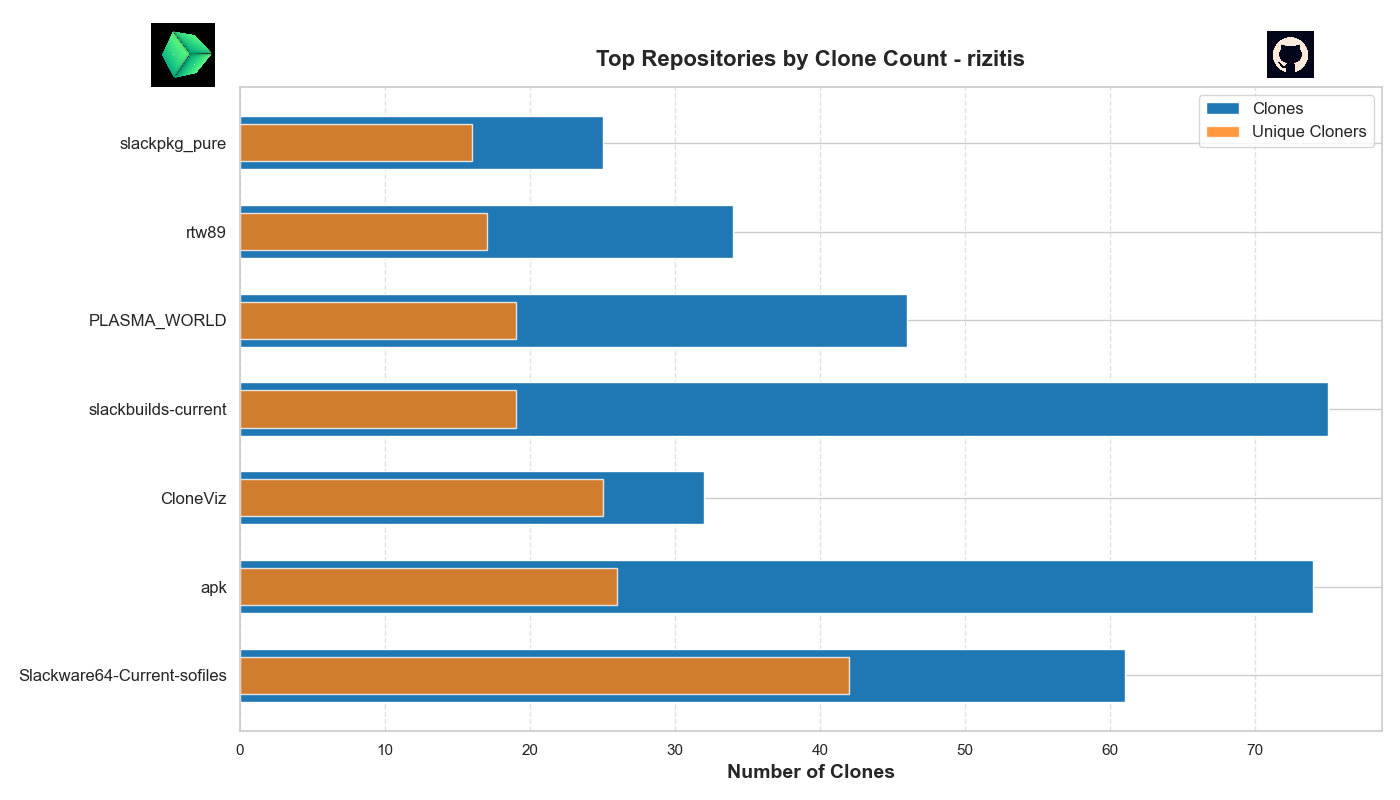 Top Repositories by Clone Count - rizitis
Clones
Unique Cloners
slackpkg_pure
rtw89
PLASMA_WORLD
slackbuilds-current
CloneViz
apk
Slackware64-Current-sofiles
0 10 20 30 40 50 60 70
Number of Clones